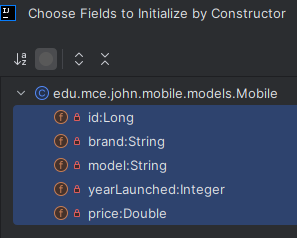 Choose Fields to Initialize by Constructor
edu.mce.john.mobile.models.Mobile
id:Long
brand:String
model:String
yearLaunched:Integer
price:Double